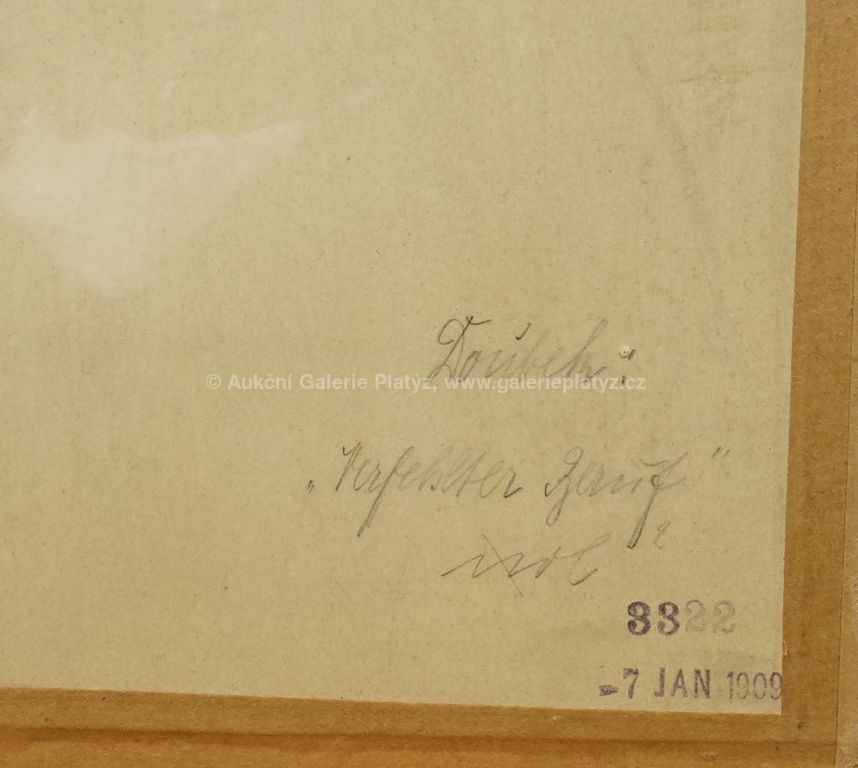 Doubek:
© Aukční Galerie Platýz, www.galerieplatyz.cz
„Verfehlter Beruf"
3322
-7 JAN 1909